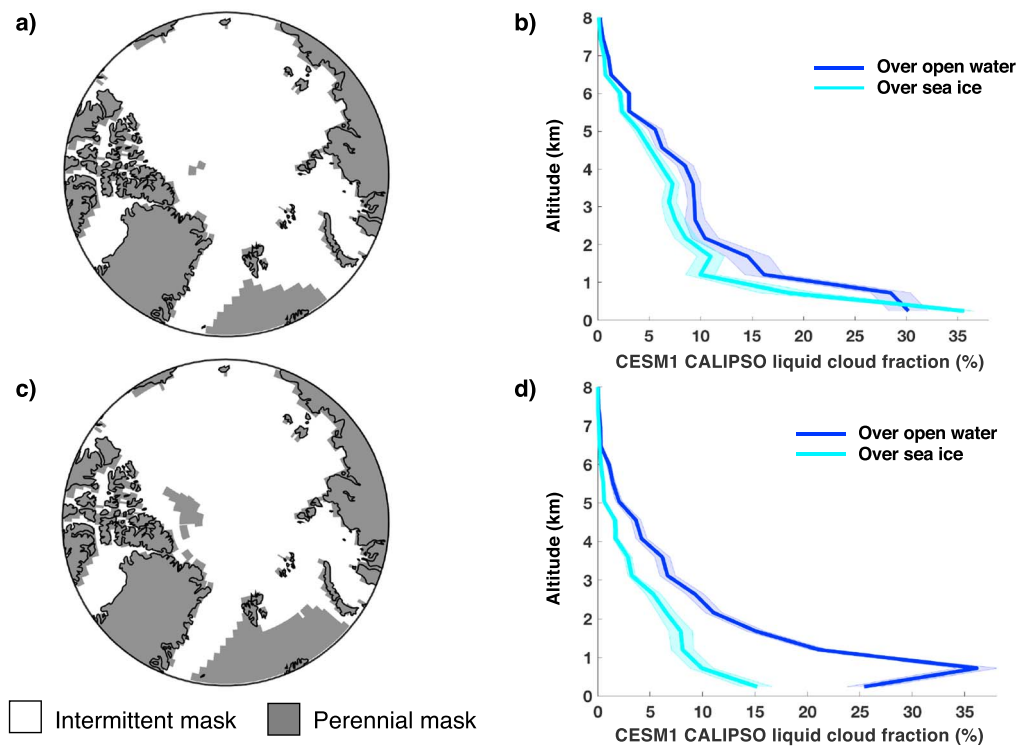 a)
b)
8
7
6
5
4
3
2
1
0
Altitude (km)
Over open water
Over sea ice
0 5 10 15 20 25 30 35
CESM1 CALIPSO liquid cloud fraction (%)
c)
d)
8
7
6
5
4
3
2
1
0
Altitude (km)
Over open water
Over sea ice
0 5 10 15 20 25 30 35
CESM1 CALIPSO liquid cloud fraction (%)
Intermittent mask
Perennial mask